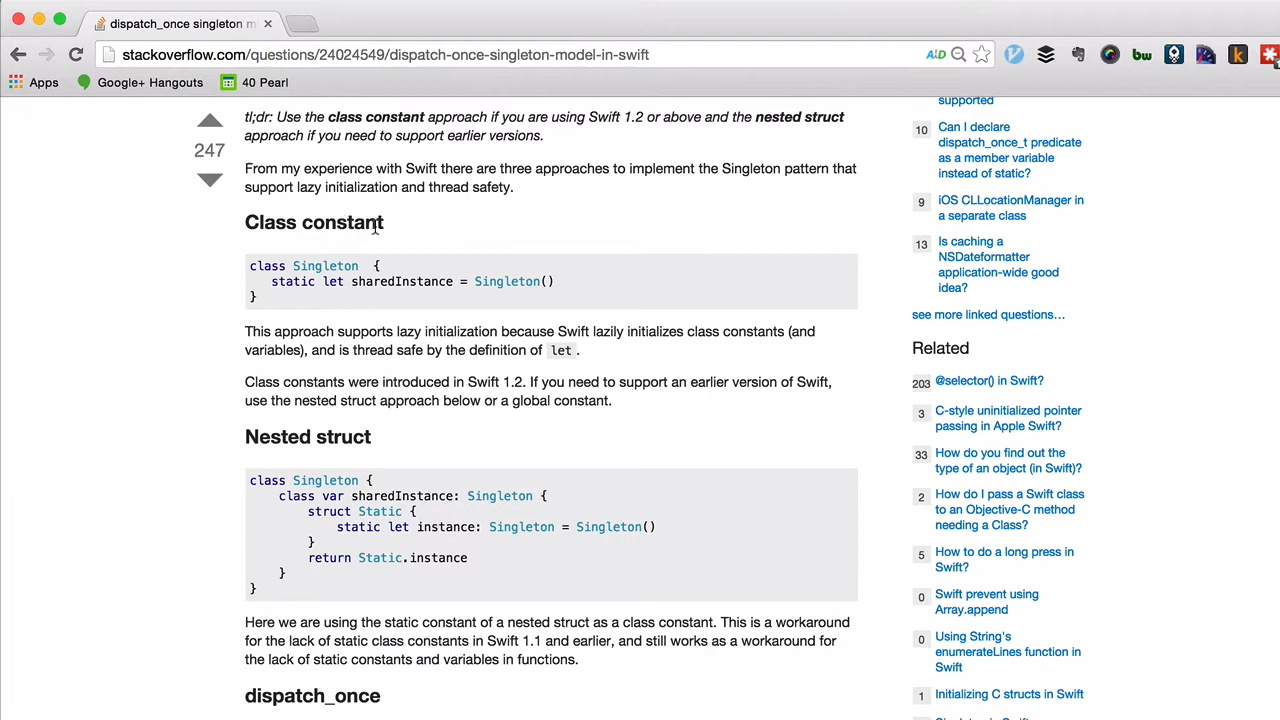 dispatch_once singleton m
stackoverflow.com/questions/24024549/dispatch-once-singleton-model-in-swift
Apps
Google+ Hangouts
40 Pearl
tl;dr: Use the class constant approach if you are using Swift 1.2 or above and the nested struct
approach if you need to support earlier versions.
247
From my experience with Swift there are three approaches to implement the Singleton pattern that
support lazy initialization and thread safety.
Class constant
class Singleton  {
   static let sharedInstance = Singleton()
}
This approach supports lazy initialization because Swift lazily initializes class constants (and
variables), and is thread safe by the definition of let .
Class constants were introduced in Swift 1.2. If you need to support an earlier version of Swift,
use the nested struct approach below or a global constant.
Nested struct
class Singleton {
    class var sharedInstance: Singleton {
        struct Static {
            static let instance: Singleton = Singleton()
        }
        return Static.instance
    }
}
Here we are using the static constant of a nested struct as a class constant. This is a workaround
for the lack of static class constants in Swift 1.1 and earlier, and still works as a workaround for
the lack of static constants and variables in functions.
dispatch_once
supported
10 Can I declare
dispatch_once_t predicate
as a member variable
instead of static?
9 iOS CLLocationManager in
a separate class
13 Is caching a
NSDateformatter
application-wide good
idea?
see more linked questions…
Related
203 @selector() in Swift?
3 C-style uninitialized pointer
passing in Apple Swift?
33 How do you find out the
type of an object (in Swift)?
2 How do I pass a Swift class
to an Objective-C method
needing a Class?
5 How to do a long press in
Swift?
0 Swift prevent using
Array.append
0 Using String's
enumerateLines function in
Swift
1 Initializing C structs in Swift